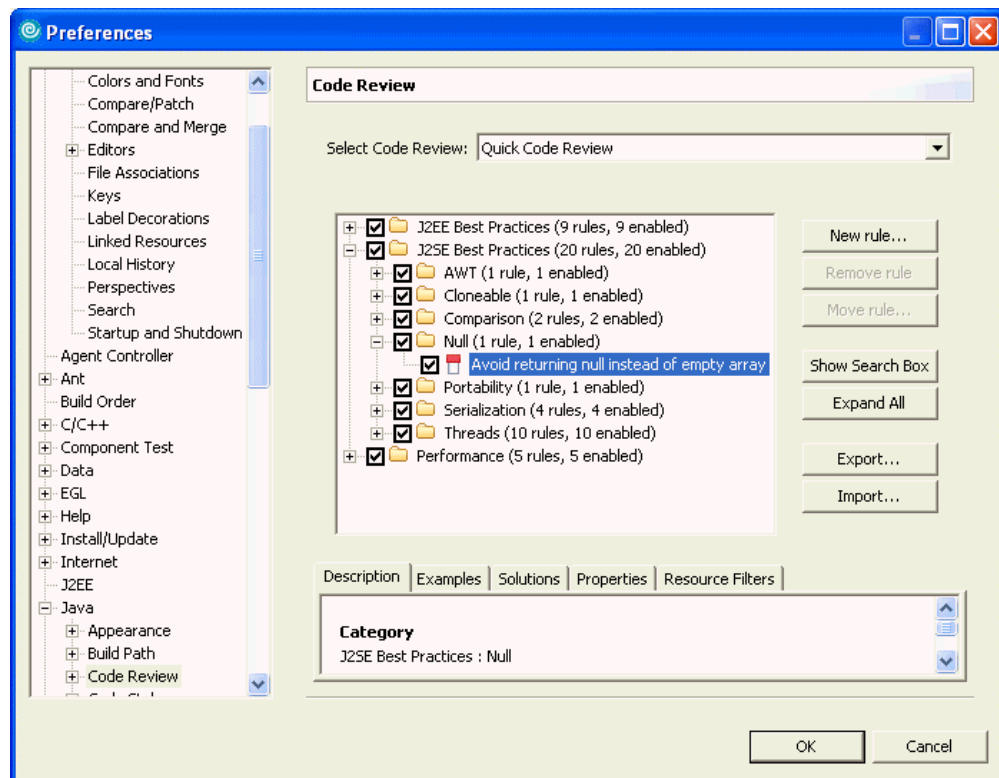 Preferences
Colors and Fonts
Compare/Patch
Compare and Merge
Editors
File Associations
Keys
Label Decorations
Linked Resources
Local History
Perspectives
Search
Startup and Shutdown
Agent Controller
Ant
Build Order
C/C++
Component Test
Data
EGL
Help
Install/Update
Internet
J2EE
Java
Appearance
Build Path
Code Review
Code Review
Select Code Review: Quick Code Review
J2EE Best Practices (9 rules, 9 enabled)
J2SE Best Practices (20 rules, 20 enabled)
AWT (1 rule, 1 enabled)
Cloneable (1 rule, 1 enabled)
Comparison (2 rules, 2 enabled)
Null (1 rule, 1 enabled)
Avoid returning null instead of empty array
Portability (1 rule, 1 enabled)
Serialization (4 rules, 4 enabled)
Threads (10 rules, 10 enabled)
Performance (5 rules, 5 enabled)
New rule...
Remove rule
Move rule...
Show Search Box
Expand All
Export...
Import...
Description Examples Solutions Properties Resource Filters
Category
J2SE Best Practices : Null
OK Cancel